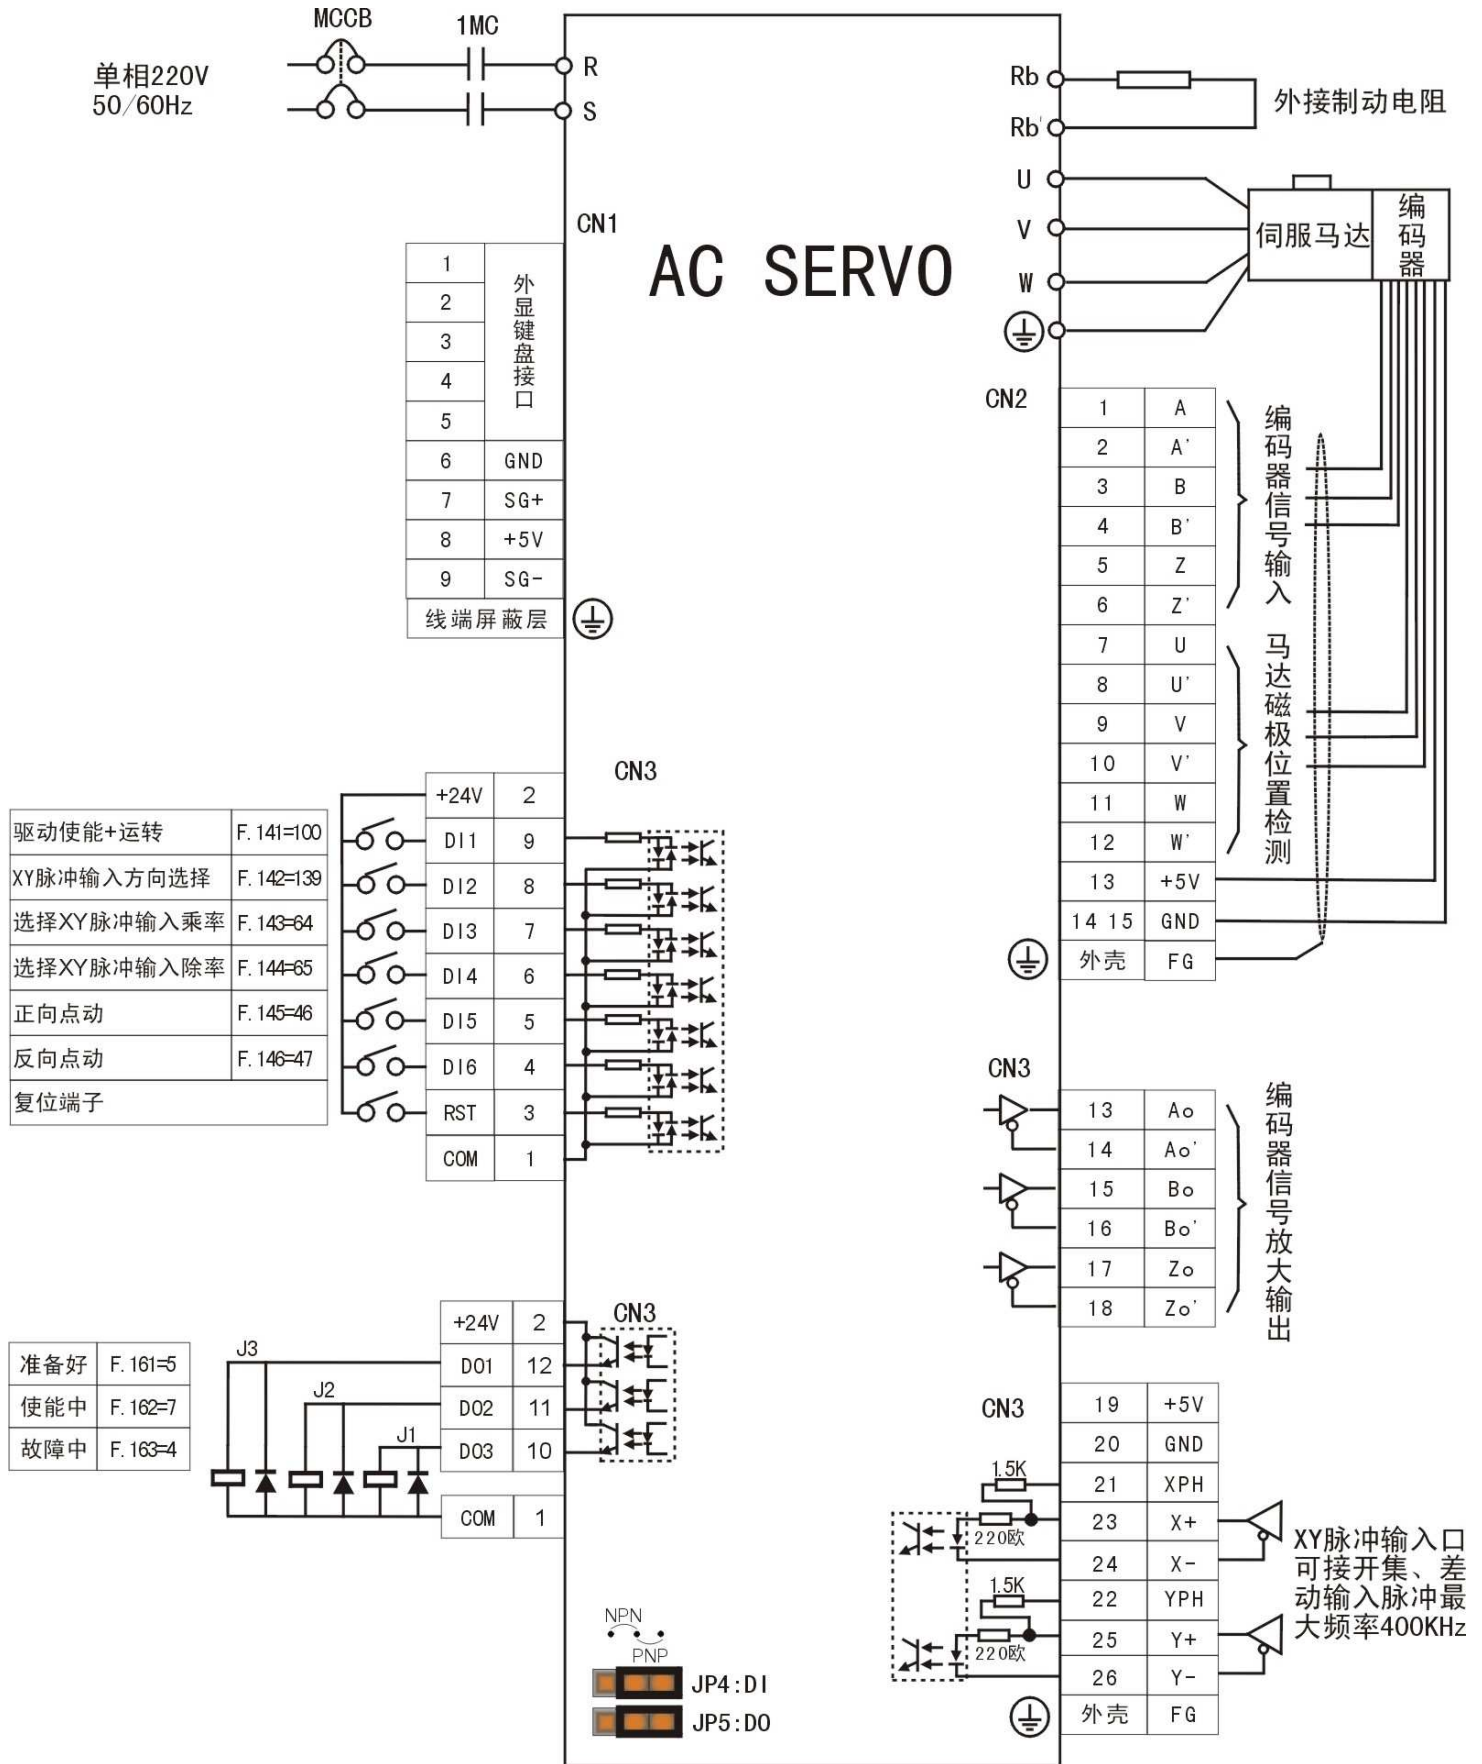 MCCB
1MC
单相220V
50/60Hz
R
S
Rb
Rb'
外接制动电阻
U
V
W
伺服马达
编码器
AC SERVO
CN1
1
2
3
4
5
外显键盘接口
6 GND
7 SG+
8 +5V
9 SG-
线端屏蔽层
CN2
1 A
2 A'
3 B
4 B'
5 Z
6 Z'
7 U
8 U'
9 V
10 V'
11 W
12 W'
13 +5V
14 15 GND
外壳 FG
编码器信号输入
马达磁极位置检测
CN3
+24V 2
驱动使能+运转 F.141=100 DI1 9
XY脉冲输入方向选择 F.142=139 DI2 8
选择XY脉冲输入乘率 F.143=64 DI3 7
选择XY脉冲输入除率 F.144=65 DI4 6
正向点动 F.145=46 DI5 5
反向点动 F.146=47 DI6 4
复位端子 RST 3
COM 1
CN3
13 Ao
14 Ao'
15 Bo
16 Bo'
17 Zo
18 Zo'
编码器信号放大输出
CN3
+24V 2
准备好 F.161=5 J3 DO1 12
使能中 F.162=7 J2 DO2 11
故障中 F.163=4 J1 DO3 10
COM 1
CN3
19 +5V
20 GND
1.5K
21 XPH
23 X+
220欧
24 X-
1.5K
22 YPH
25 Y+
220欧
26 Y-
外壳 FG
XY脉冲输入口
可接开集、差
动输入脉冲最
大频率400KHz
NPN
PNP
JP4:DI
JP5:DO